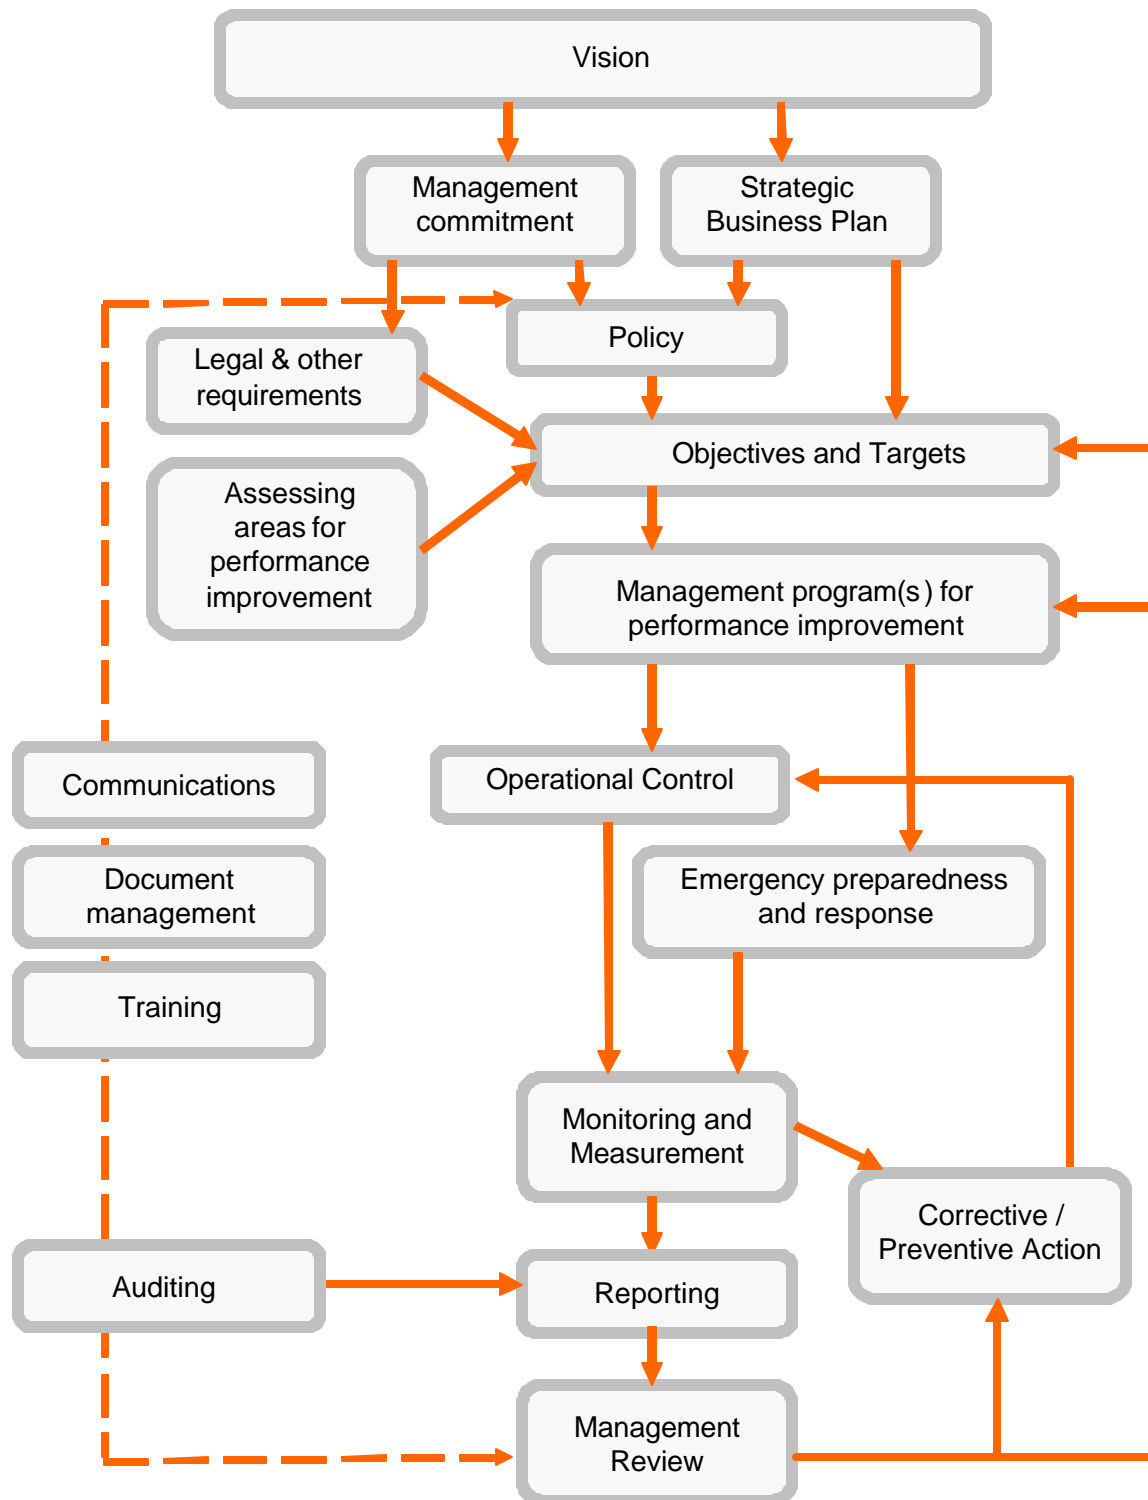 Vision
Management
commitment
Strategic
Business Plan
Policy
Legal & other
requirements
Objectives and Targets
Assessing
areas for
performance
improvement
Management program(s) for
performance improvement
Communications
Operational Control
Document
management
Emergency preparedness
and response
Training
Monitoring and
Measurement
Corrective /
Preventive Action
Auditing
Reporting
Management
Review